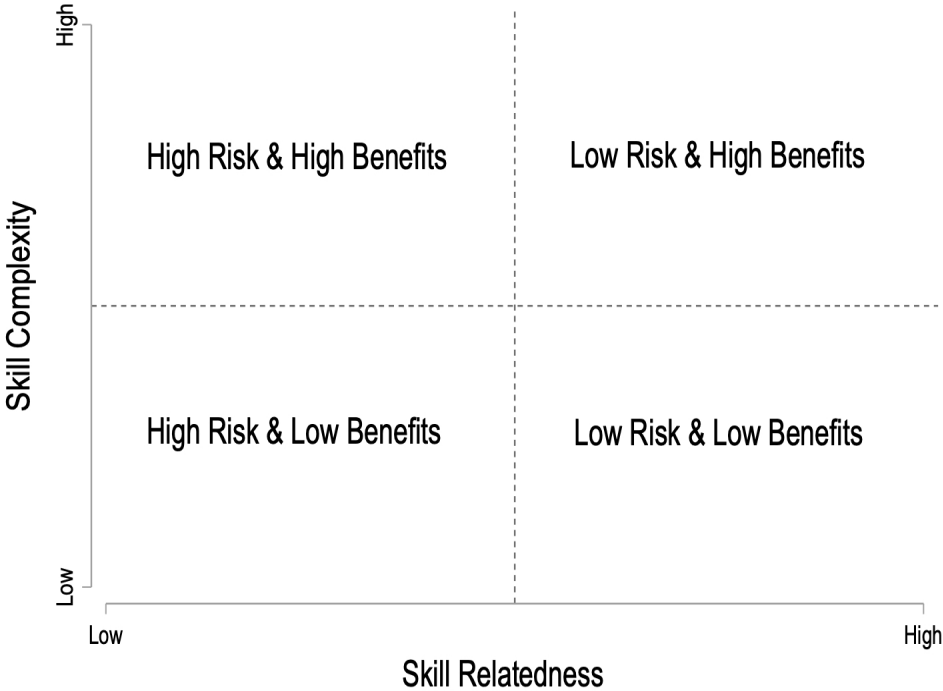 High
High Risk & High Benefits
Low Risk & High Benefits
Skill Complexity
High Risk & Low Benefits
Low Risk & Low Benefits
Low
Low
High
Skill Relatedness